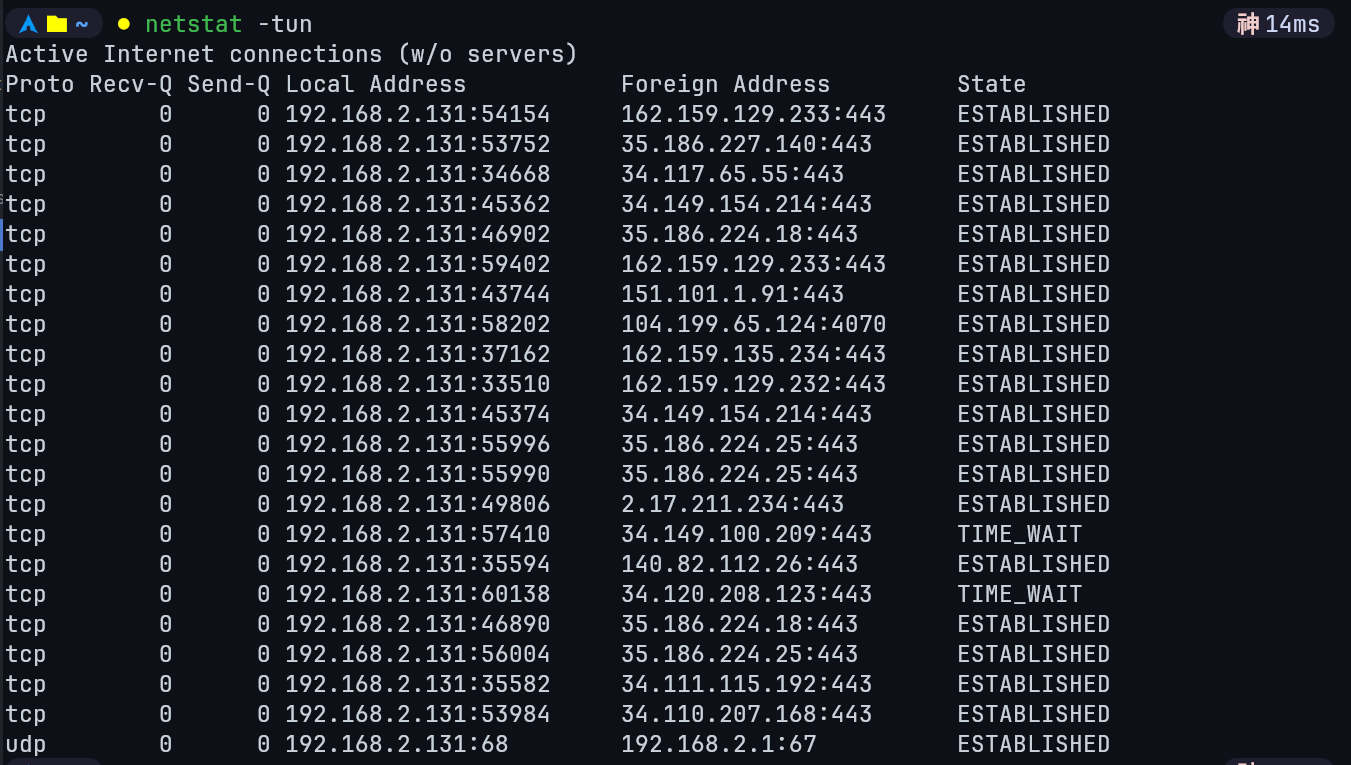 ~ ● netstat -tun 神 14ms
Active Internet connections (w/o servers)
Proto Recv-Q Send-Q Local Address           Foreign Address         State
tcp        0      0 192.168.2.131:54154     162.159.129.233:443     ESTABLISHED
tcp        0      0 192.168.2.131:53752     35.186.227.140:443      ESTABLISHED
tcp        0      0 192.168.2.131:34668     34.117.65.55:443        ESTABLISHED
tcp        0      0 192.168.2.131:45362     34.149.154.214:443      ESTABLISHED
tcp        0      0 192.168.2.131:46902     35.186.224.18:443       ESTABLISHED
tcp        0      0 192.168.2.131:59402     162.159.129.233:443     ESTABLISHED
tcp        0      0 192.168.2.131:43744     151.101.1.91:443        ESTABLISHED
tcp        0      0 192.168.2.131:58202     104.199.65.124:4070     ESTABLISHED
tcp        0      0 192.168.2.131:37162     162.159.135.234:443     ESTABLISHED
tcp        0      0 192.168.2.131:33510     162.159.129.232:443     ESTABLISHED
tcp        0      0 192.168.2.131:45374     34.149.154.214:443      ESTABLISHED
tcp        0      0 192.168.2.131:55996     35.186.224.25:443       ESTABLISHED
tcp        0      0 192.168.2.131:55990     35.186.224.25:443       ESTABLISHED
tcp        0      0 192.168.2.131:49806     2.17.211.234:443        ESTABLISHED
tcp        0      0 192.168.2.131:57410     34.149.100.209:443      TIME_WAIT
tcp        0      0 192.168.2.131:35594     140.82.112.26:443       ESTABLISHED
tcp        0      0 192.168.2.131:60138     34.120.208.123:443      TIME_WAIT
tcp        0      0 192.168.2.131:46890     35.186.224.18:443       ESTABLISHED
tcp        0      0 192.168.2.131:56004     35.186.224.25:443       ESTABLISHED
tcp        0      0 192.168.2.131:35582     34.111.115.192:443      ESTABLISHED
tcp        0      0 192.168.2.131:53984     34.110.207.168:443      ESTABLISHED
udp        0      0 192.168.2.131:68        192.168.2.1:67          ESTABLISHED